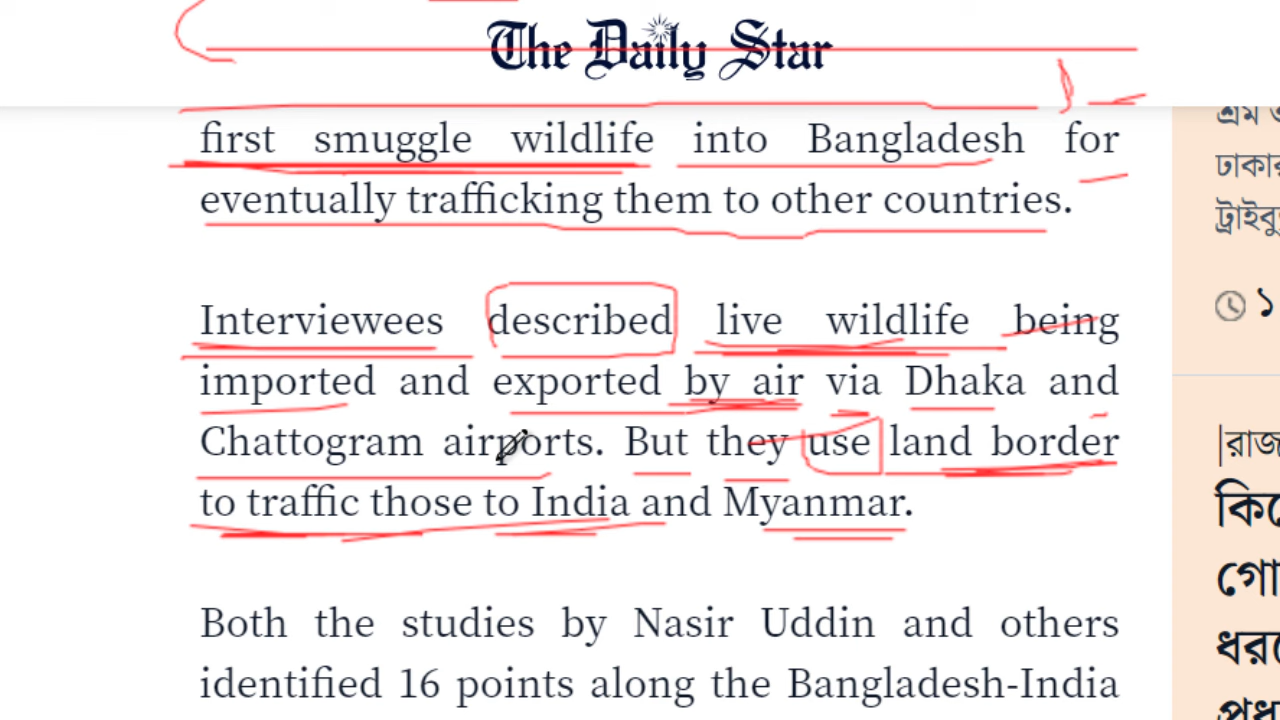 The Daily Star
first smuggle wildlife into Bangladesh for
eventually trafficking them to other countries.
Interviewees described live wildlife being
imported and exported by air via Dhaka and
Chattogram airports. But they use land border
to traffic those to India and Myanmar.
Both the studies by Nasir Uddin and others
identified 16 points along the Bangladesh-India
ঢাকার
১